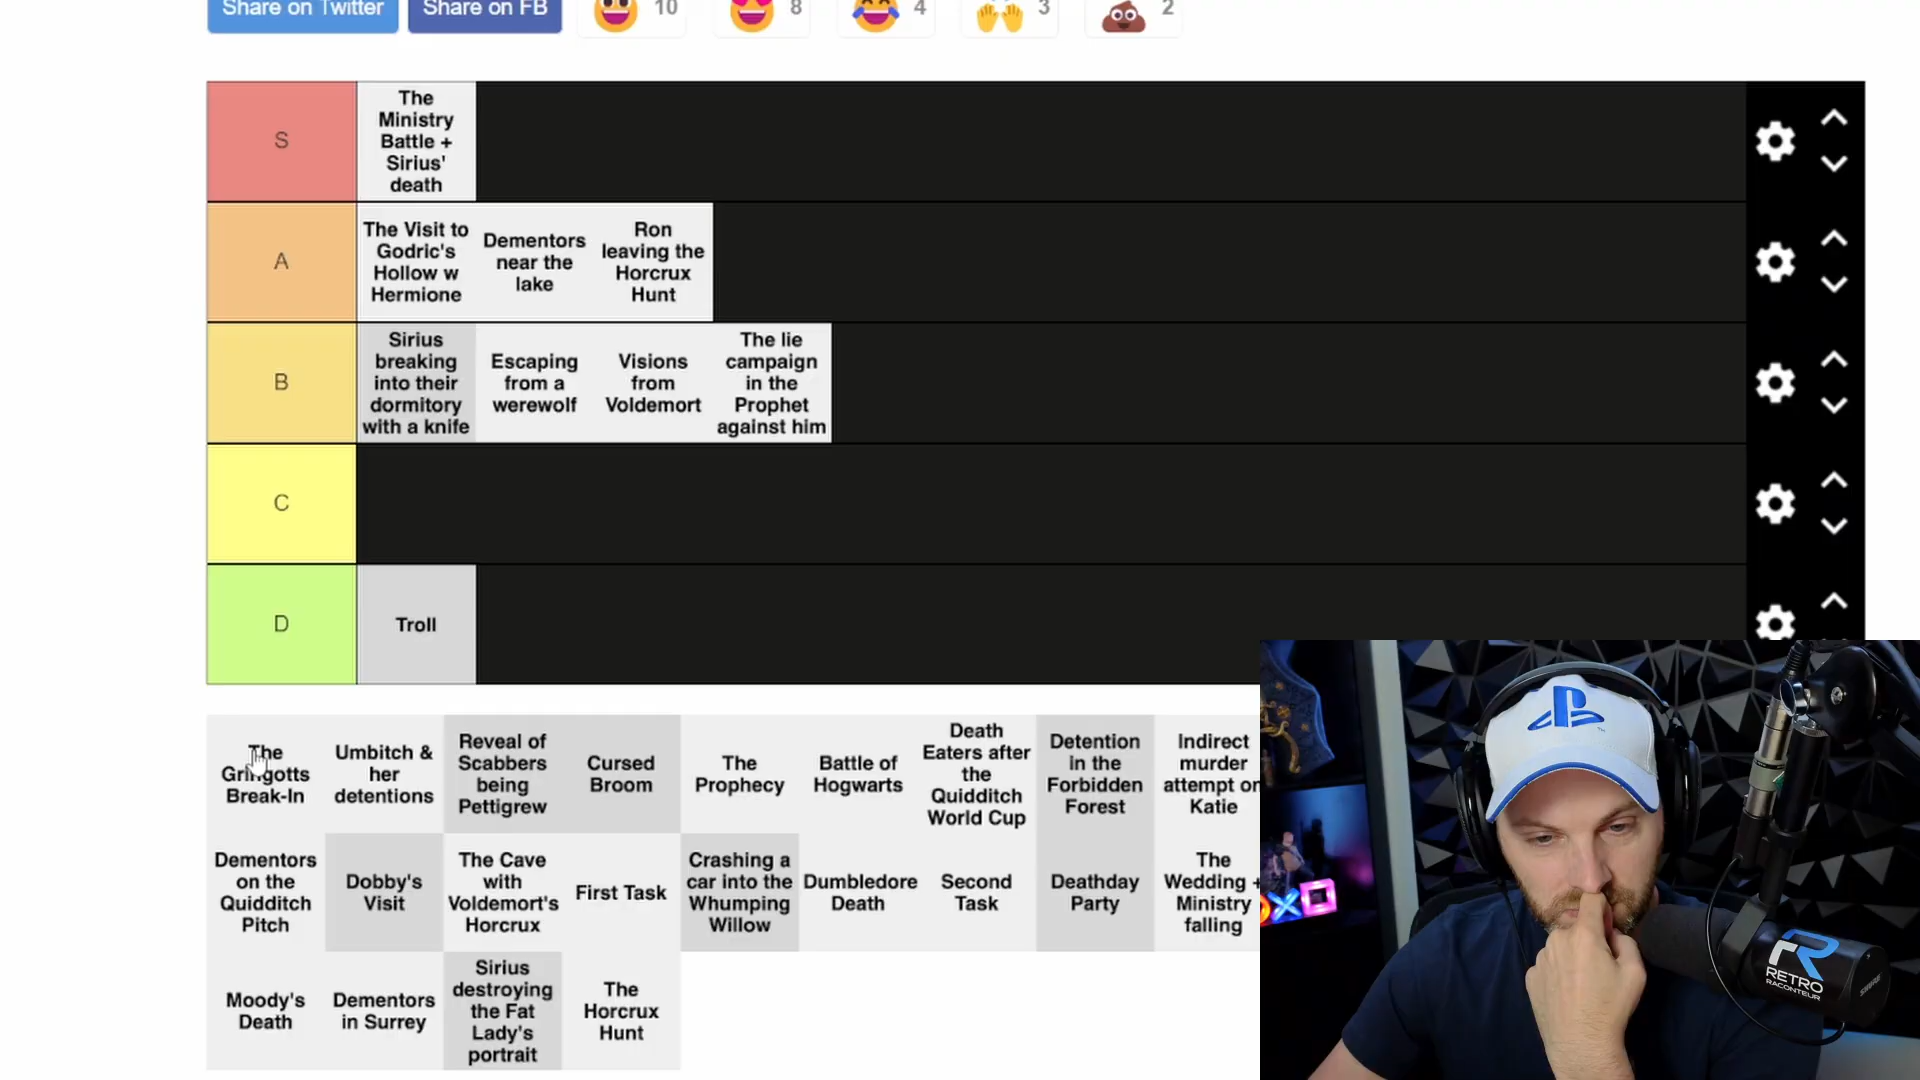 Share on Twitter
Share on FB
10
8
4
3
2
S
The
Ministry
Battle +
Sirius'
death
A
The Visit to
Godric's
Hollow w
Hermione
Dementors
near the
lake
Ron
leaving the
Horcrux
Hunt
B
Sirius
breaking
into their
dormitory
with a knife
Escaping
from a
werewolf
Visions
from
Voldemort
The lie
campaign
in the
Prophet
against him
C
D
Troll
The
Gringotts
Break-In
Umbitch &
her
detentions
Reveal of
Scabbers
being
Pettigrew
Cursed
Broom
The
Prophecy
Battle of
Hogwarts
Death
Eaters after
the
Quidditch
World Cup
Detention
in the
Forbidden
Forest
Indirect
murder
attempt on
Katie
Dementors
on the
Quidditch
Pitch
Dobby's
Visit
The Cave
with
Voldemort's
Horcrux
First Task
Crashing a
car into the
Whumping
Willow
Dumbledore
Death
Second
Task
Deathday
Party
The
Wedding +
Ministry
falling
Moody's
Death
Dementors
in Surrey
Sirius
destroying
the Fat
Lady's
portrait
The
Horcrux
Hunt
RETRO
RACONTEUR
SHURE